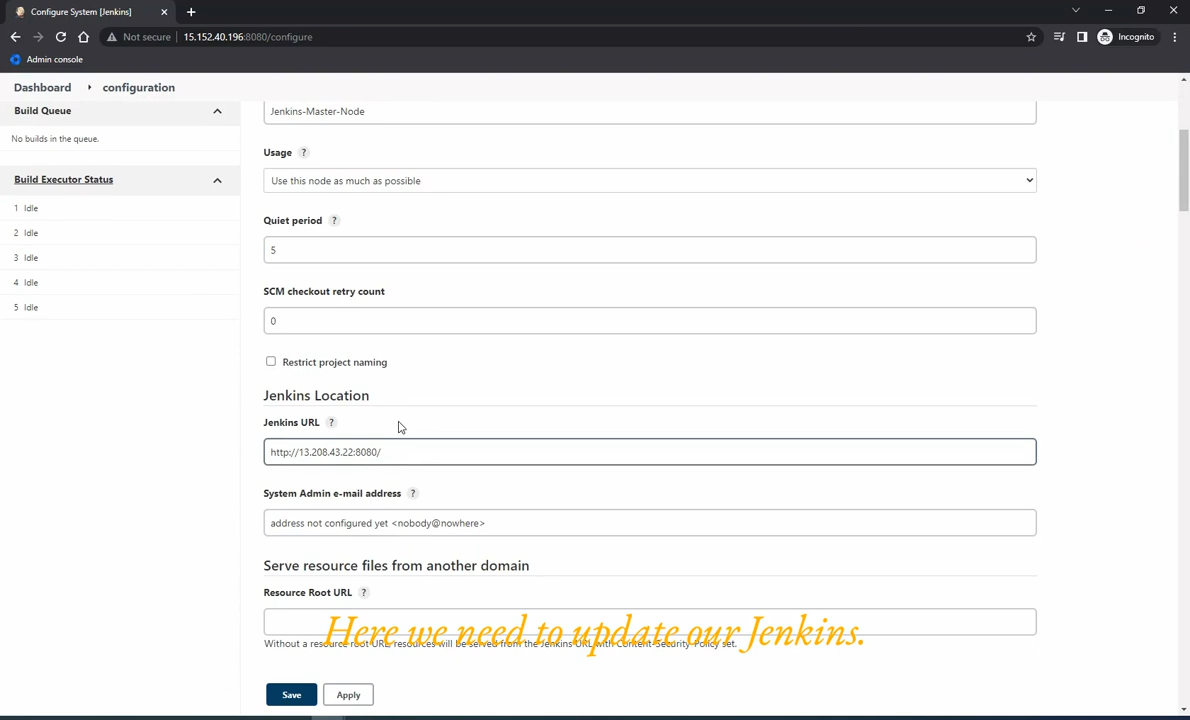 Configure System [Jenkins]
Not secure
15.152.40.196:8080/configure
Incognito
Admin console
Dashboard
configuration
Build Queue
No builds in the queue.
Build Executor Status
1 Idle
2 Idle
3 Idle
4 Idle
5 Idle
Jenkins-Master-Node
Usage ?
Use this node as much as possible
Quiet period ?
5
SCM checkout retry count
0
Restrict project naming
Jenkins Location
Jenkins URL ?
http://13.208.43.22:8080/
System Admin e-mail address ?
address not configured yet <nobody@nowhere>
Serve resource files from another domain
Resource Root URL ?
Here we need to update our Jenkins.
Without a resource root URL, resources will be served from the Jenkins URL with Content-Security-Policy set.
Save
Apply